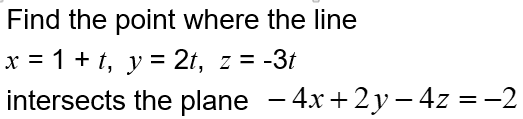 Find the point where the line
x = 1 + t, y = 2t, z = -3t
intersects the plane − 4x + 2y − 4z = −2